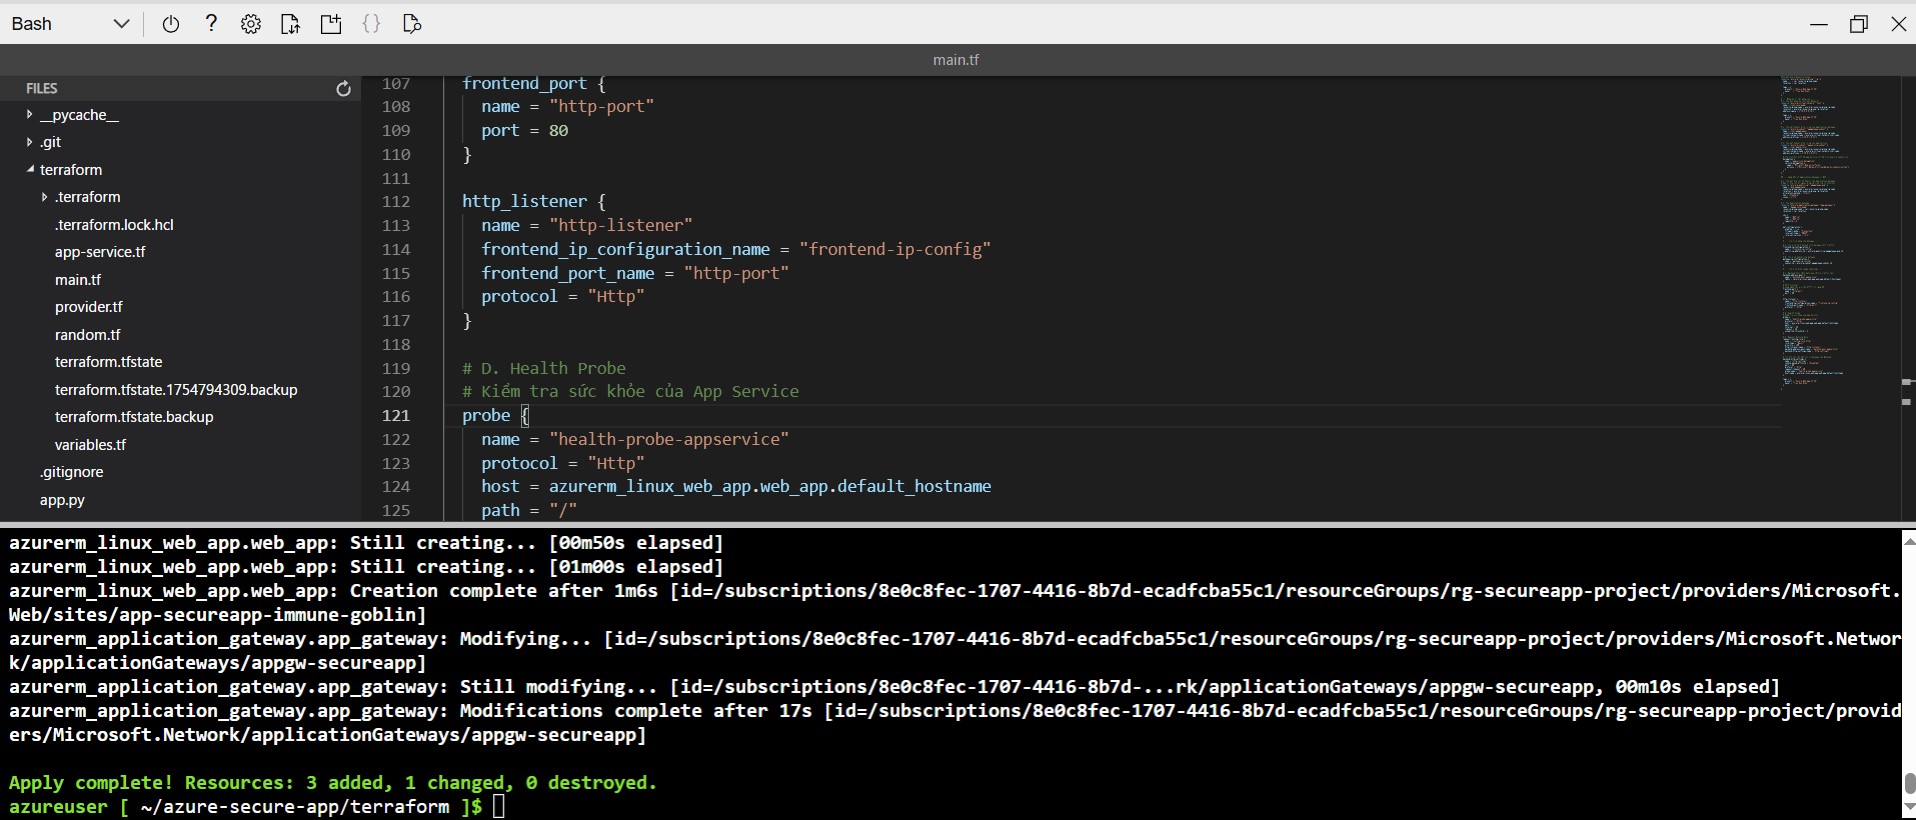 Bash
main.tf
FILES
__pycache__
.git
terraform
.terraform
.terraform.lock.hcl
app-service.tf
main.tf
provider.tf
random.tf
terraform.tfstate
terraform.tfstate.1754794309.backup
terraform.tfstate.backup
variables.tf
.gitignore
app.py
107 frontend_port {
108 name = "http-port"
109 port = 80
110 }
111
112 http_listener {
113 name = "http-listener"
114 frontend_ip_configuration_name = "frontend-ip-config"
115 frontend_port_name = "http-port"
116 protocol = "Http"
117 }
118
119 # D. Health Probe
120 # Kiểm tra sức khỏe của App Service
121 probe {
122 name = "health-probe-appservice"
123 protocol = "Http"
124 host = azurerm_linux_web_app.web_app.default_hostname
125 path = "/"
azurerm_linux_web_app.web_app: Still creating... [00m50s elapsed]
azurerm_linux_web_app.web_app: Still creating... [01m00s elapsed]
azurerm_linux_web_app.web_app: Creation complete after 1m6s [id=/subscriptions/8e0c8fec-1707-4416-8b7d-ecadfcba55c1/resourceGroups/rg-secureapp-project/providers/Microsoft.
Web/sites/app-secureapp-immune-goblin]
azurerm_application_gateway.app_gateway: Modifying... [id=/subscriptions/8e0c8fec-1707-4416-8b7d-ecadfcba55c1/resourceGroups/rg-secureapp-project/providers/Microsoft.Networ
k/applicationGateways/appgw-secureapp]
azurerm_application_gateway.app_gateway: Still modifying... [id=/subscriptions/8e0c8fec-1707-4416-8b7d-...rk/applicationGateways/appgw-secureapp, 00m10s elapsed]
azurerm_application_gateway.app_gateway: Modifications complete after 17s [id=/subscriptions/8e0c8fec-1707-4416-8b7d-ecadfcba55c1/resourceGroups/rg-secureapp-project/provid
ers/Microsoft.Network/applicationGateways/appgw-secureapp]
Apply complete! Resources: 3 added, 1 changed, 0 destroyed.
azureuser [ ~/azure-secure-app/terraform ]$